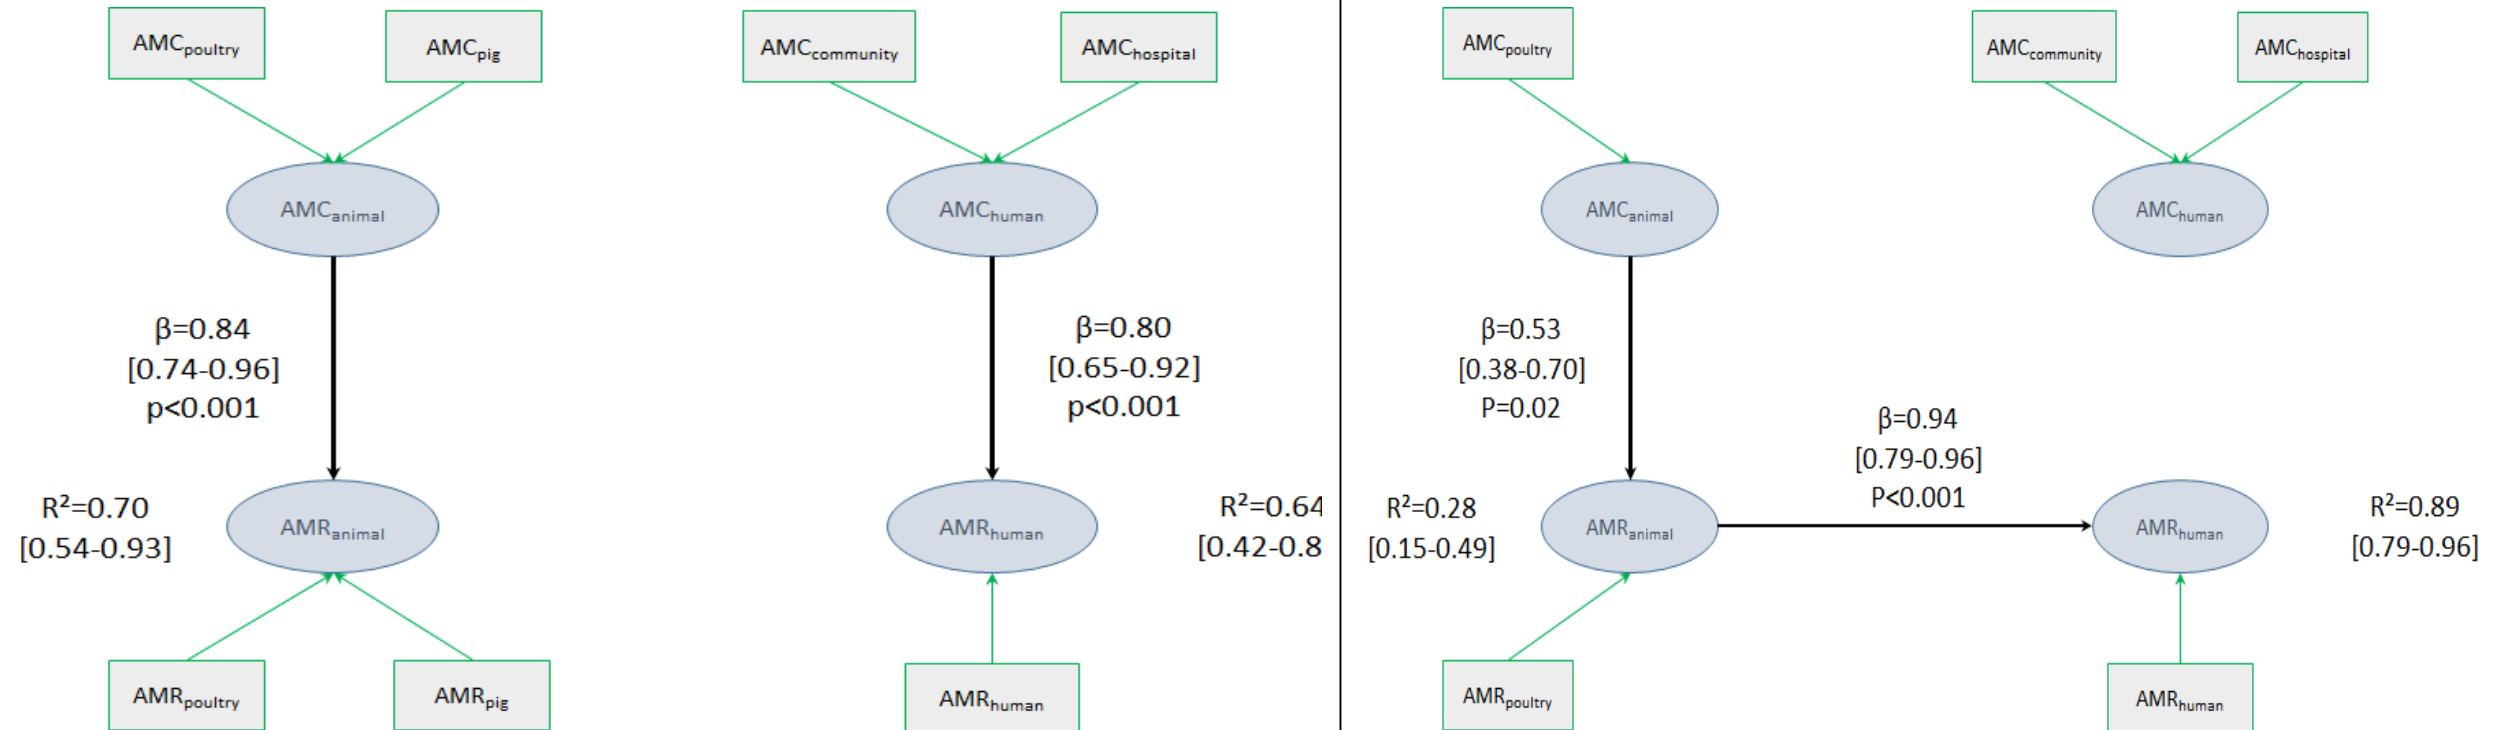 AMCpoultry
AMCpig
AMCcommunity
AMChospital
AMCanimal
AMChuman
β=0.84
[0.74-0.96]
p<0.001
β=0.80
[0.65-0.92]
p<0.001
R²=0.70
[0.54-0.93]
AMRanimal
AMRhuman
R²=0.64
[0.42-0.8
AMRpoultry
AMRpig
AMRhuman
AMCpoultry
AMCcommunity
AMChospital
AMCanimal
AMChuman
β=0.53
[0.38-0.70]
P=0.02
β=0.94
[0.79-0.96]
P<0.001
R²=0.28
[0.15-0.49]
AMRanimal
AMRhuman
R²=0.89
[0.79-0.96]
AMRpoultry
AMRhuman